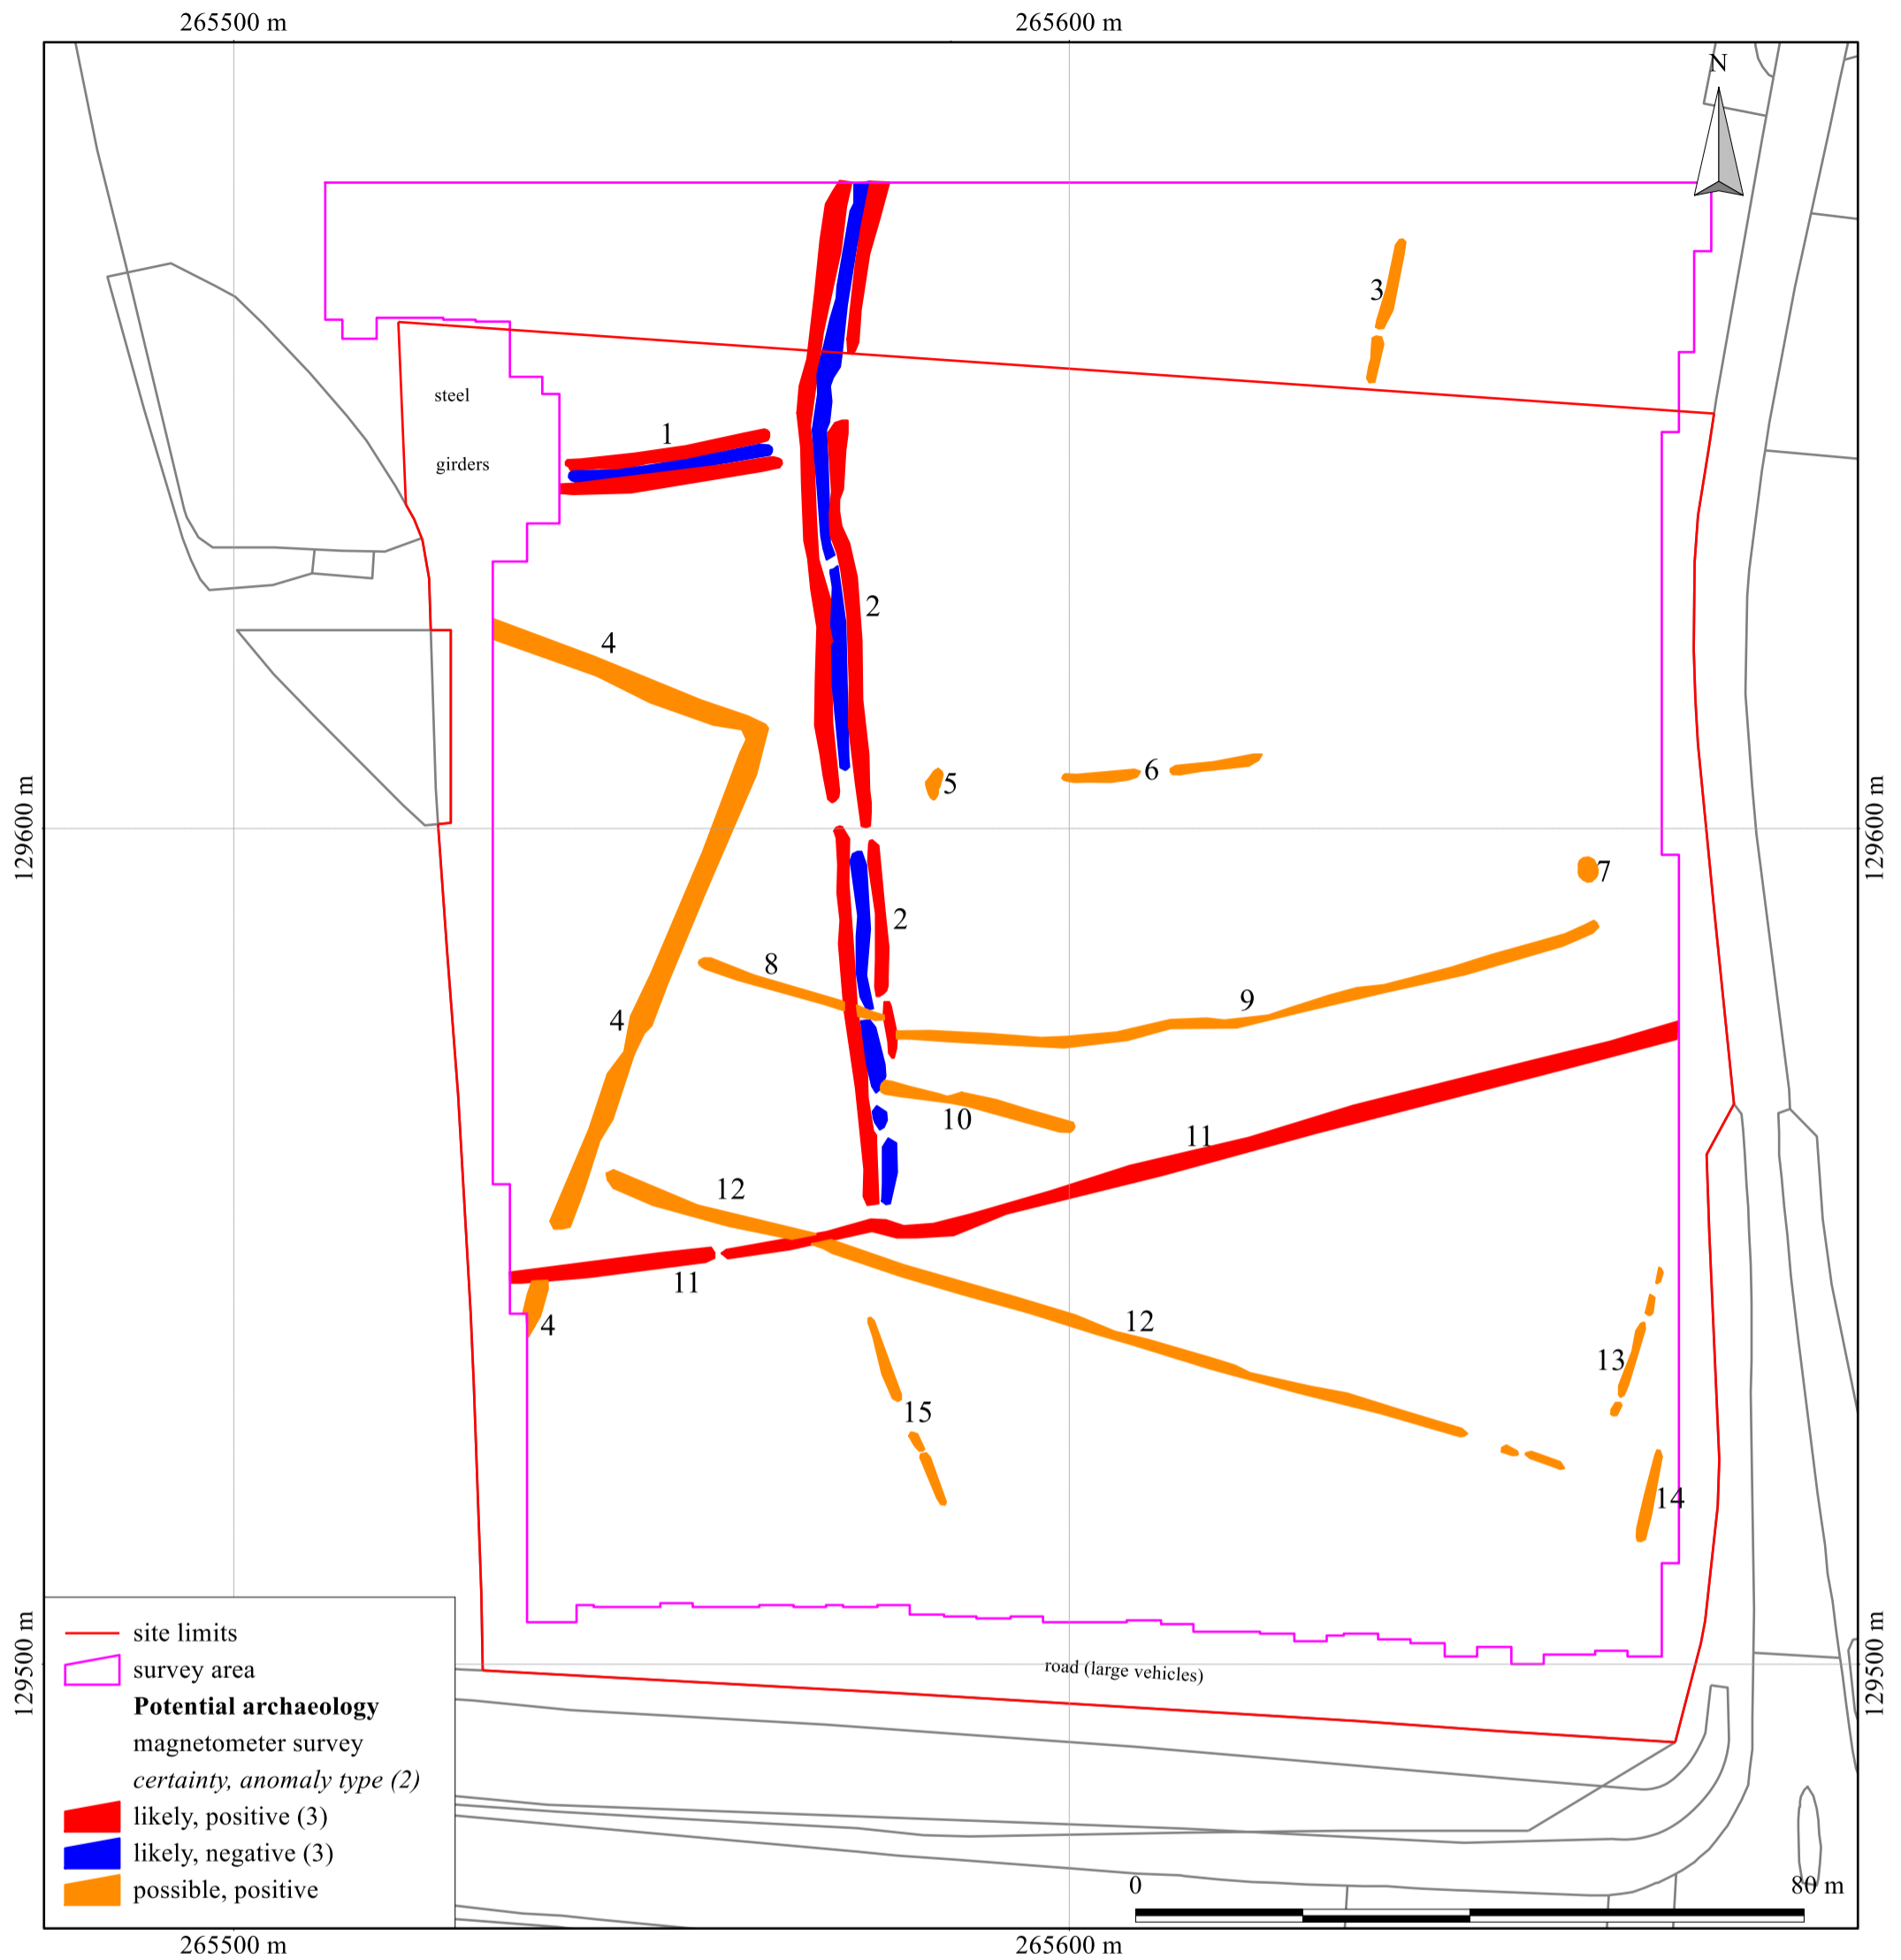 265500 m 265600 m
N
3
steel
1
girders
2
4
129600 m 129600 m
6
5
7
2
8
9
4
10
11
12
11
12
4
13
15
14
129500 m 129500 m
site limits
road (large vehicles)
survey area
Potential archaeology
magnetometer survey
certainty, anomaly type (2)
likely, positive (3)
likely, negative (3)
possible, positive
0 80 m
265500 m 265600 m